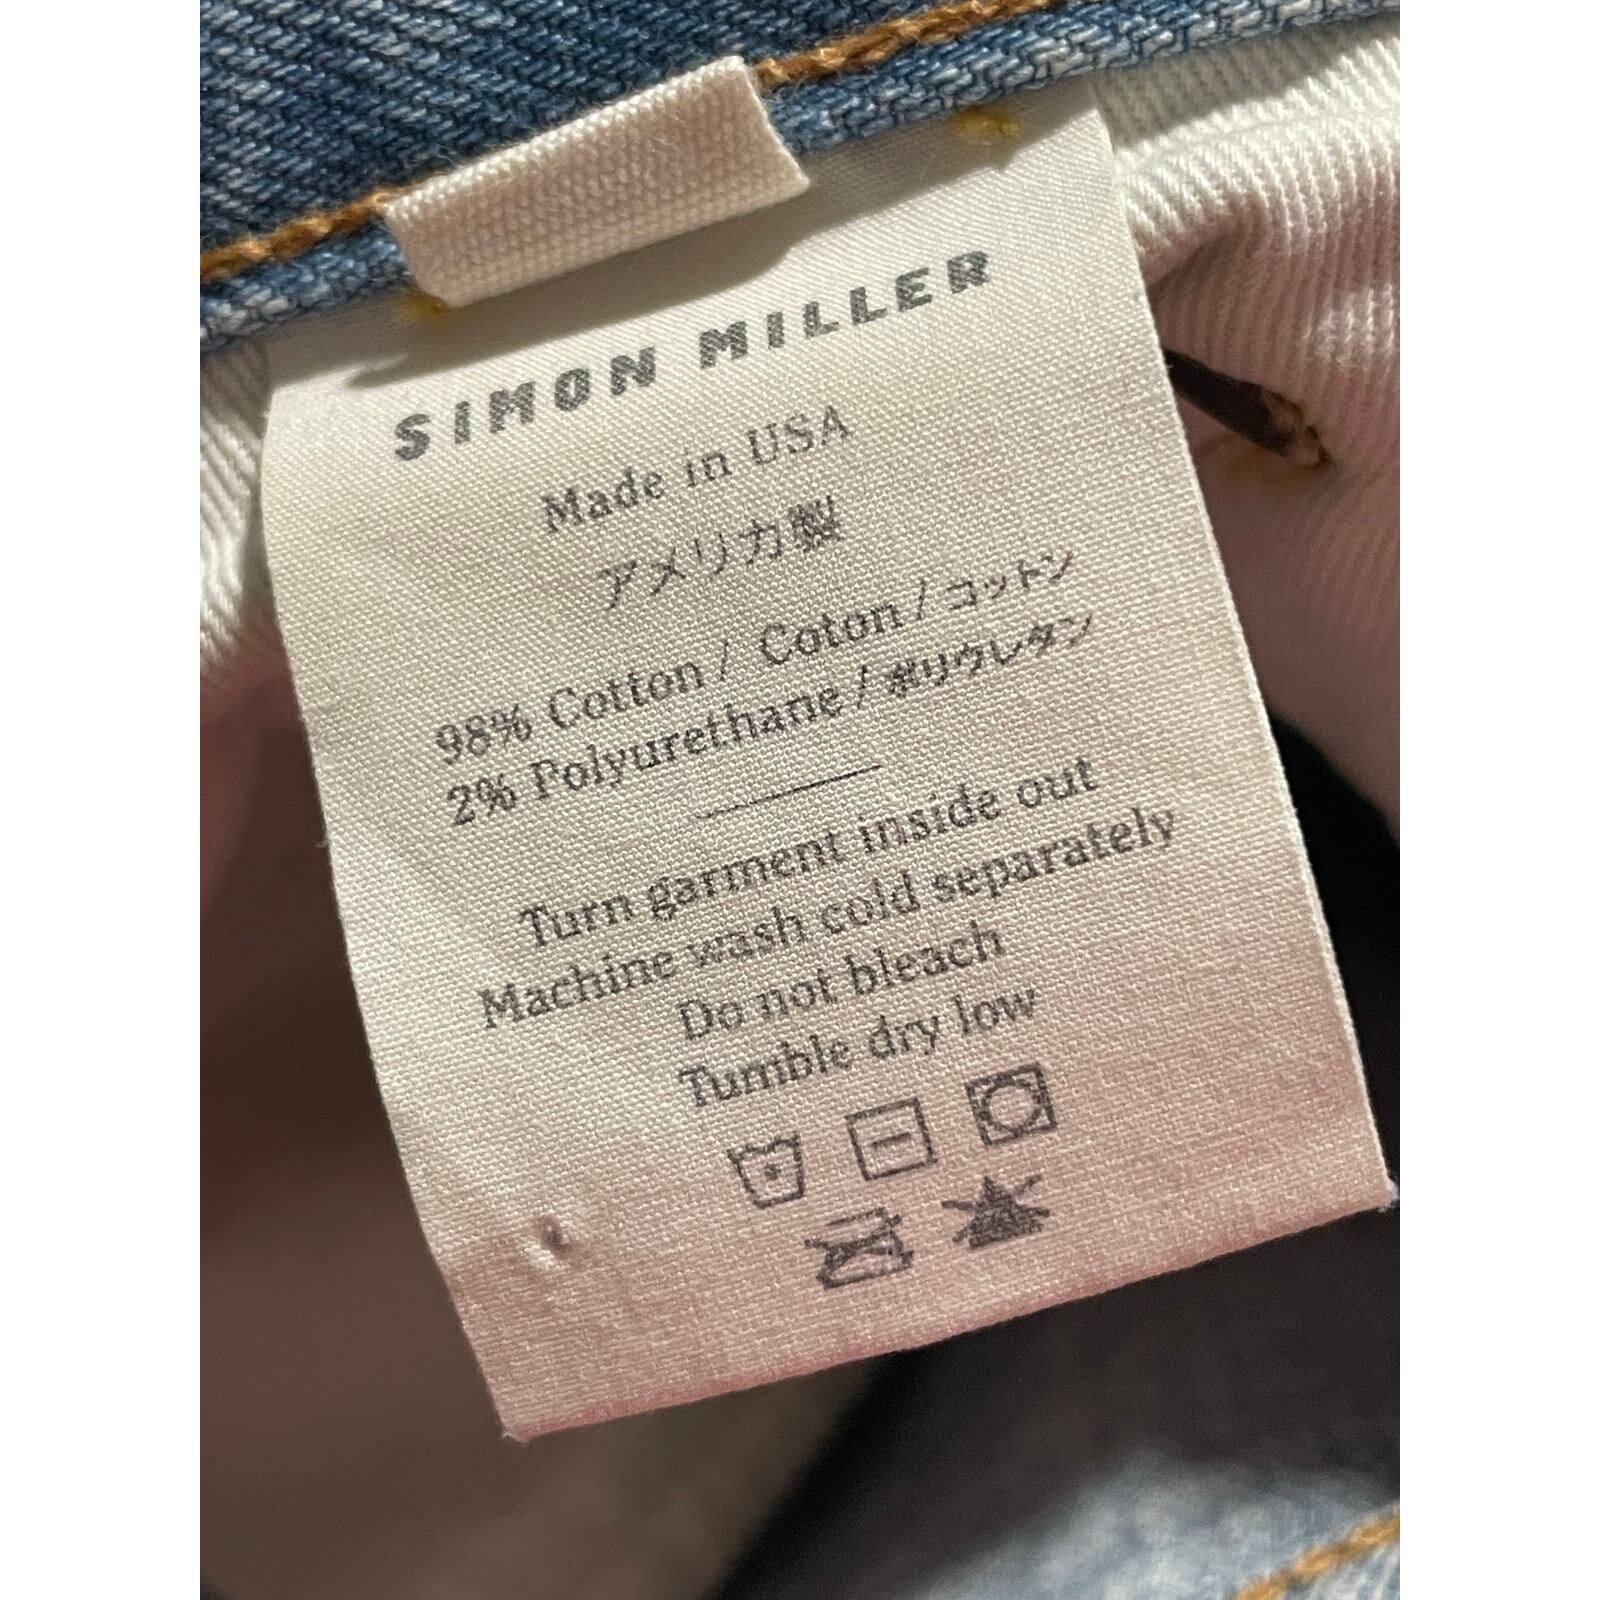 SIMON MILLER
Made in USA
アメリカ製
98% Cotton / Coton / コットン
2% Polyurethane / ポリウレタン
Turn garment inside out
Machine wash cold separately
Do not bleach
Tumble dry low